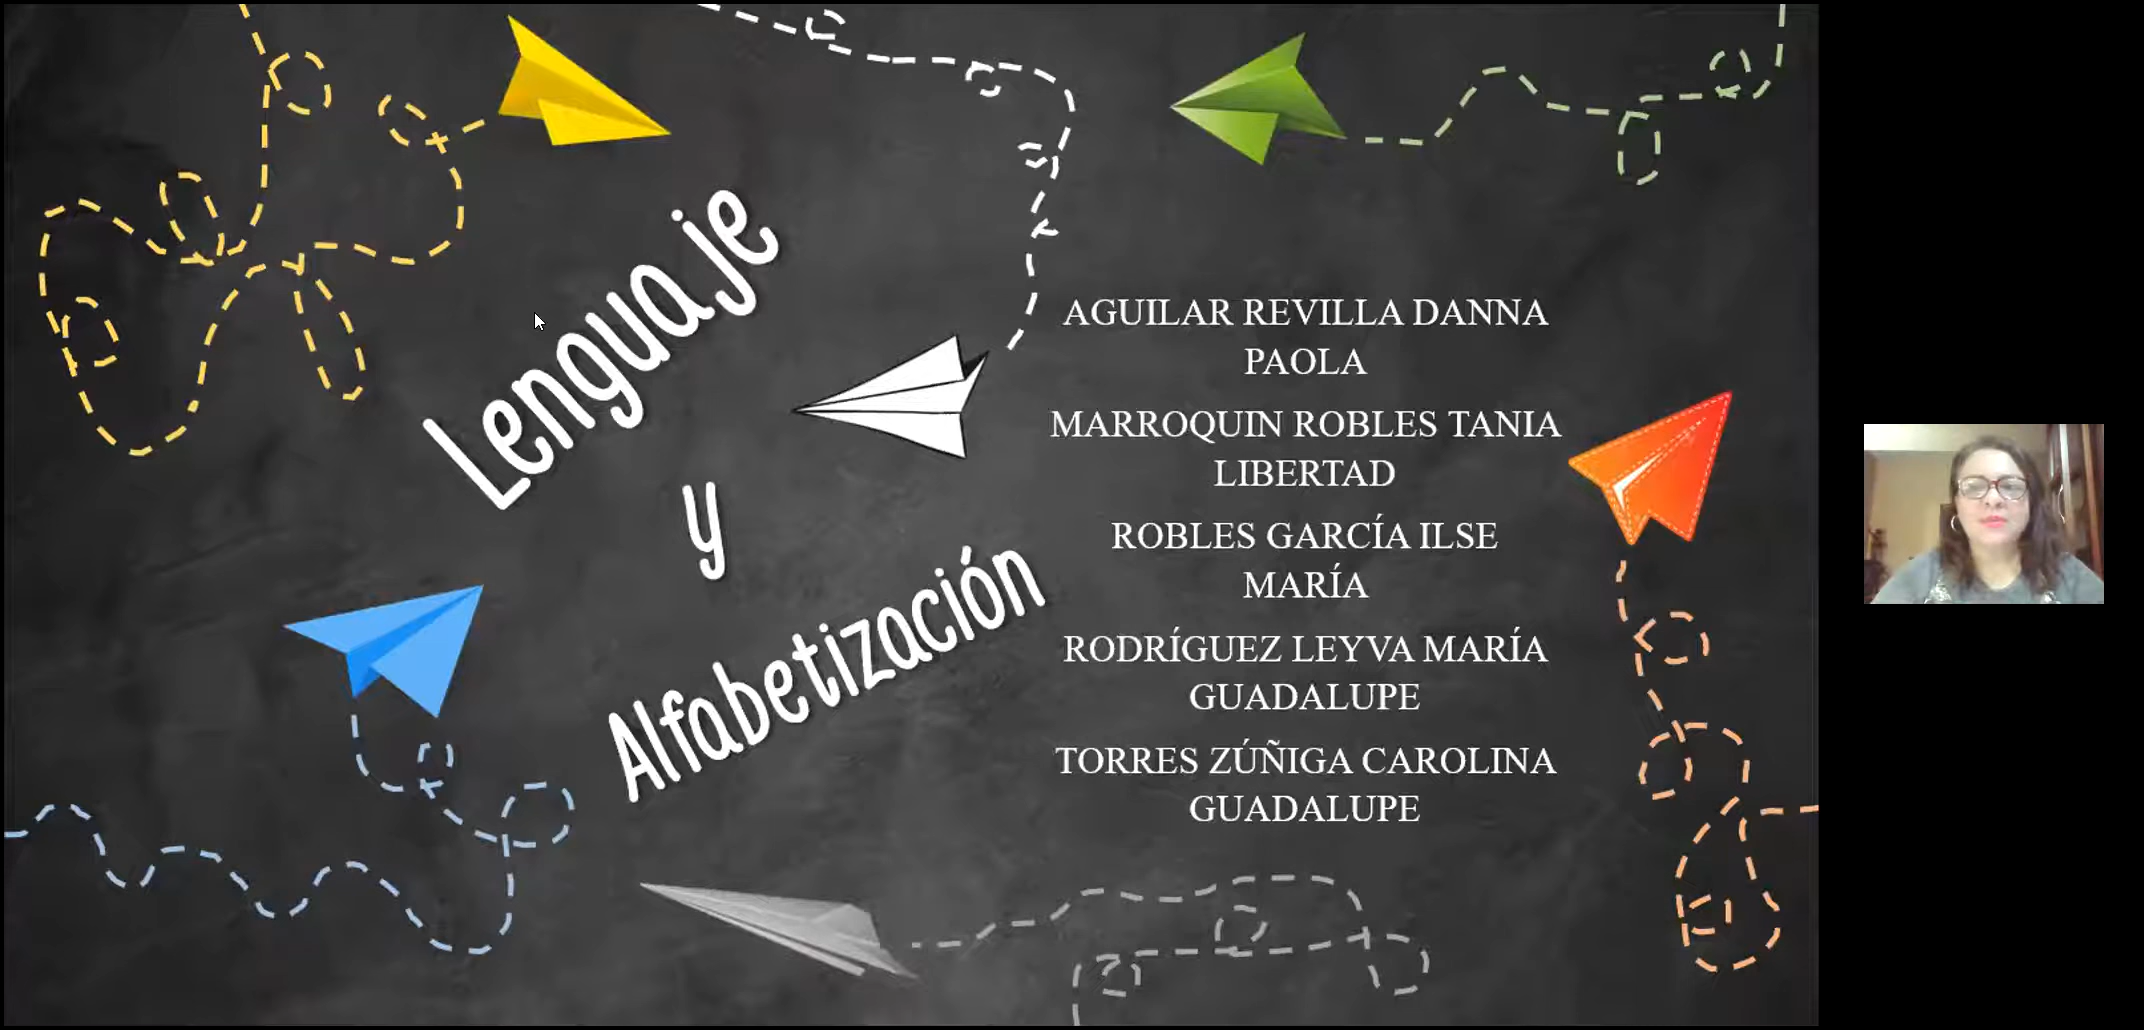 Lenguaje
y
Alfabetización
AGUILAR REVILLA DANNA
PAOLA
MARROQUIN ROBLES TANIA
LIBERTAD
ROBLES GARCÍA ILSE
MARÍA
RODRÍGUEZ LEYVA MARÍA
GUADALUPE
TORRES ZÚÑIGA CAROLINA
GUADALUPE